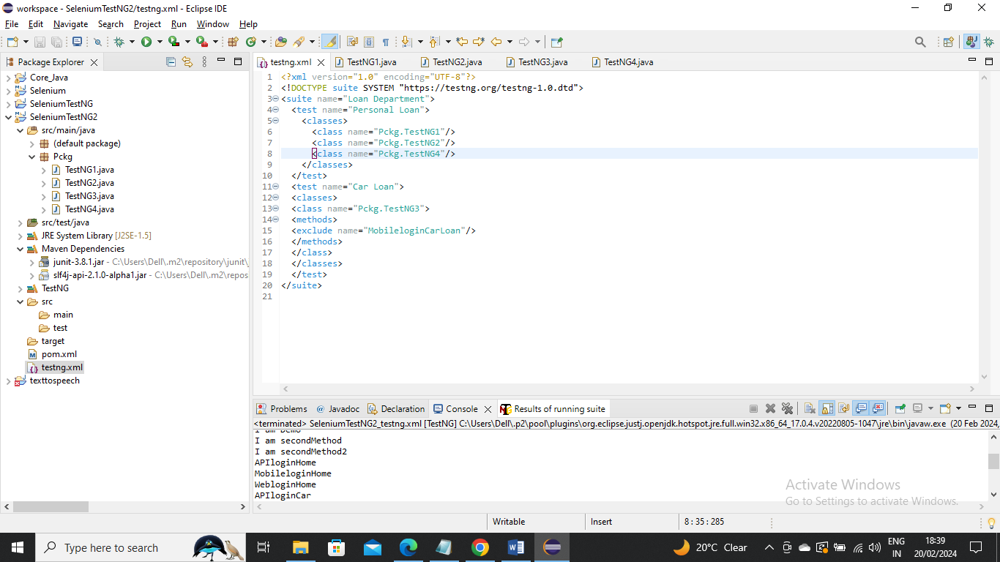 workspace - SeleniumTestNG2/testng.xml - Eclipse IDE
File Edit Navigate Search Project Run Window Help
Package Explorer
Core_Java
Selenium
SeleniumTestNG
SeleniumTestNG2
src/main/java
(default package)
Pckg
TestNG1.java
TestNG2.java
TestNG3.java
TestNG4.java
src/test/java
JRE System Library [J2SE-1.5]
Maven Dependencies
junit-3.8.1.jar - C:\Users\Dell\.m2\repository\junit\
slf4j-api-2.1.0-alpha1.jar - C:\Users\Dell\.m2\repos
TestNG
src
main
test
target
pom.xml
testng.xml
texttospeech
testng.xml TestNG1.java TestNG2.java TestNG3.java TestNG4.java
1 <?xml version="1.0" encoding="UTF-8"?>
2 <!DOCTYPE suite SYSTEM "https://testng.org/testng-1.0.dtd">
3 <suite name="Loan Department">
4 <test name="Personal Loan">
5 <classes>
6 <class name="Pckg.TestNG1"/>
7 <class name="Pckg.TestNG2"/>
8 <class name="Pckg.TestNG4"/>
9 </classes>
10 </test>
11 <test name="Car Loan">
12 <classes>
13 <class name="Pckg.TestNG3">
14 <methods>
15 <exclude name="MobileloginCarLoan"/>
16 </methods>
17 </class>
18 </classes>
19 </test>
20 </suite>
21
Problems @ Javadoc Declaration Console Results of running suite
<terminated> SeleniumTestNG2_testng.xml [TestNG] C:\Users\Dell\.p2\pool\plugins\org.eclipse.justj.openjdk.hotspot.jre.full.win32.x86_64_17.0.4.v20220805-1047\jre\bin\javaw.exe (20 Feb 2024,
I am Demo
I am secondMethod
I am secondMethod2
APIloginHome
MobileloginHome
WebloginHome
APIloginCar
Activate Windows
Go to Settings to activate Windows.
Writable Insert 8 : 35 : 285
Type here to search
20°C Clear
ENG
IN
18:39
20/02/2024